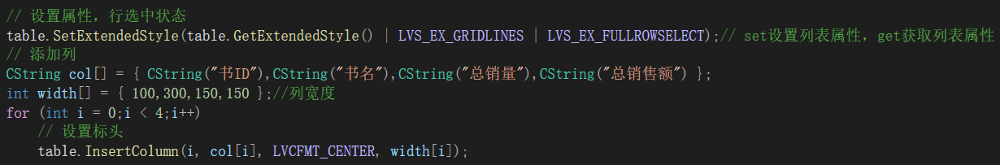 // 设置属性，行选中状态
table.SetExtendedStyle(table.GetExtendedStyle() | LVS_EX_GRIDLINES | LVS_EX_FULLROWSELECT);// set设置列表属性，get获取列表属性
// 添加列
CString col[] = { CString("书ID"),CString("书名"),CString("总销量"),CString("总销售额") };
int width[] = { 100,300,150,150 };//列宽度
for (int i = 0;i < 4;i++)
    // 设置标头
    table.InsertColumn(i, col[i], LVCFMT_CENTER, width[i]);